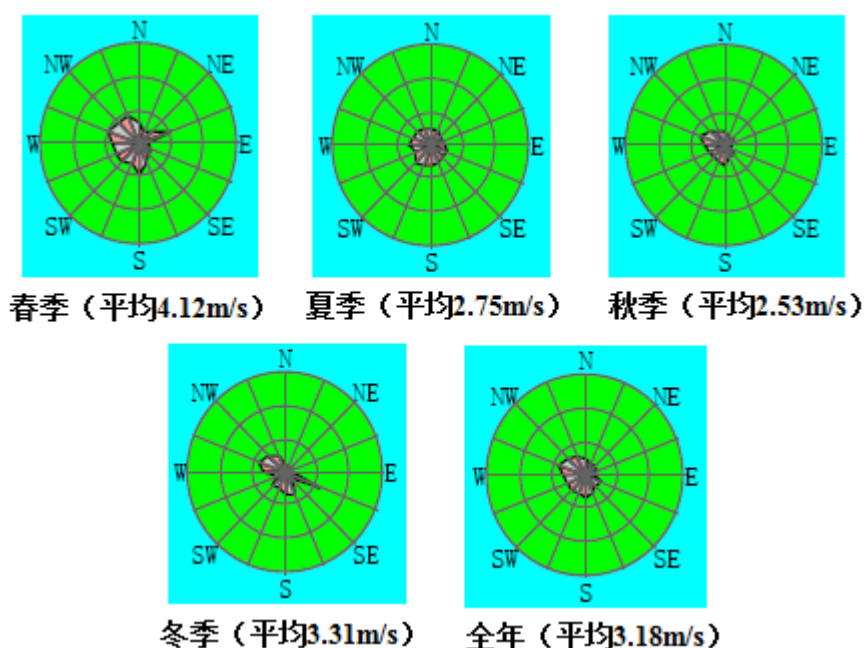 N
NW NE
W E
SW SE
S
春季（平均4.12m/s）
N
NW NE
W E
SW SE
S
夏季（平均2.75m/s）
N
NW NE
W E
SW SE
S
秋季（平均2.53m/s）
N
NW NE
W E
SW SE
S
冬季（平均3.31m/s）
N
NW NE
W E
SW SE
S
全年（平均3.18m/s）